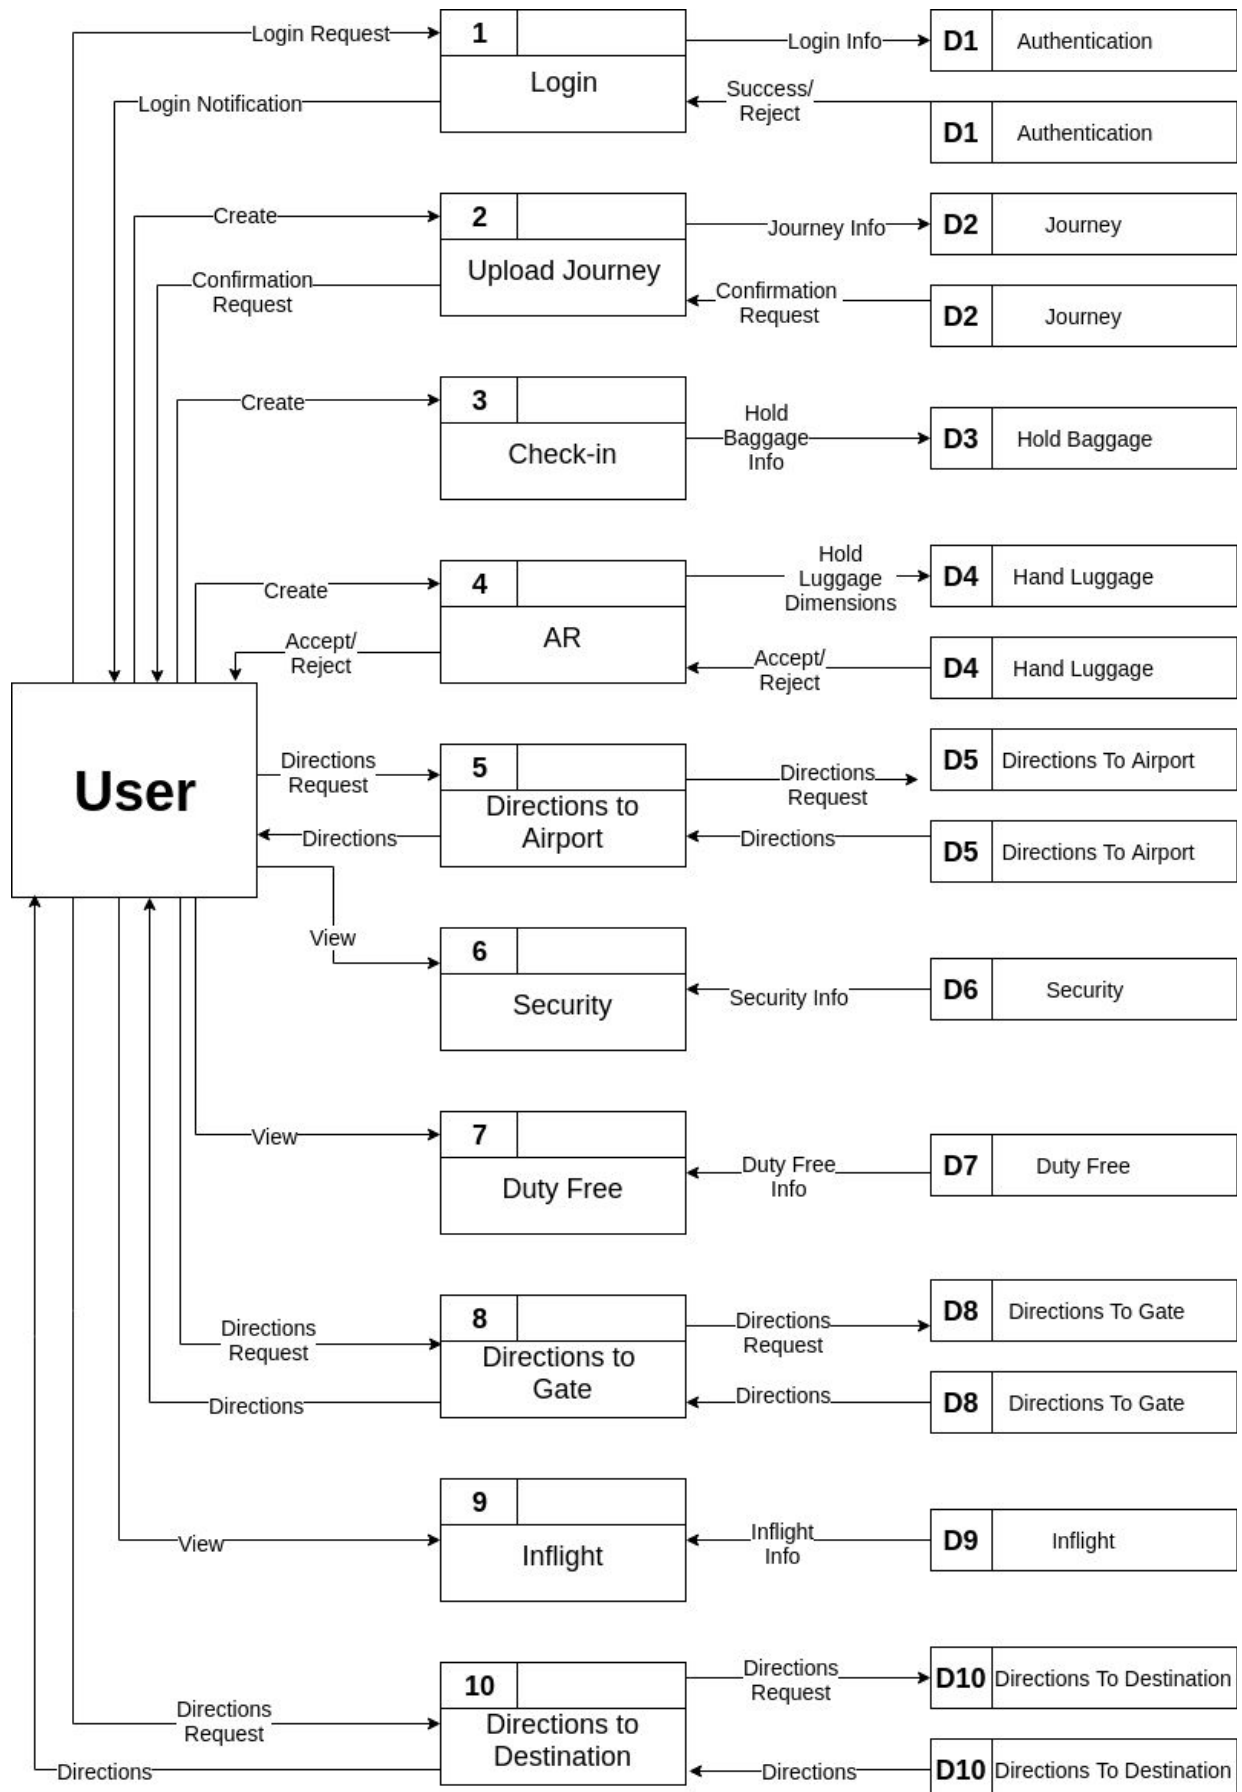 Login Request
1
Login
Login Info
D1
Authentication
Login Notification
Success/
Reject
D1
Authentication
Create
2
Upload Journey
Journey Info
D2
Journey
Confirmation
Request
Confirmation
Request
D2
Journey
Create
3
Check-in
Hold
Baggage
Info
D3
Hold Baggage
Create
4
AR
Hold
Luggage
Dimensions
D4
Hand Luggage
Accept/
Reject
Accept/
Reject
D4
Hand Luggage
User
Directions
Request
5
Directions to
Airport
Directions
Request
D5
Directions To Airport
Directions
Directions
D5
Directions To Airport
View
6
Security
Security Info
D6
Security
View
7
Duty Free
Duty Free
Info
D7
Duty Free
Directions
Request
8
Directions to
Gate
Directions
Request
D8
Directions To Gate
Directions
Directions
D8
Directions To Gate
View
9
Inflight
Inflight
Info
D9
Inflight
Directions
Request
10
Directions to
Destination
Directions
Request
D10
Directions To Destination
Directions
Directions
D10
Directions To Destination